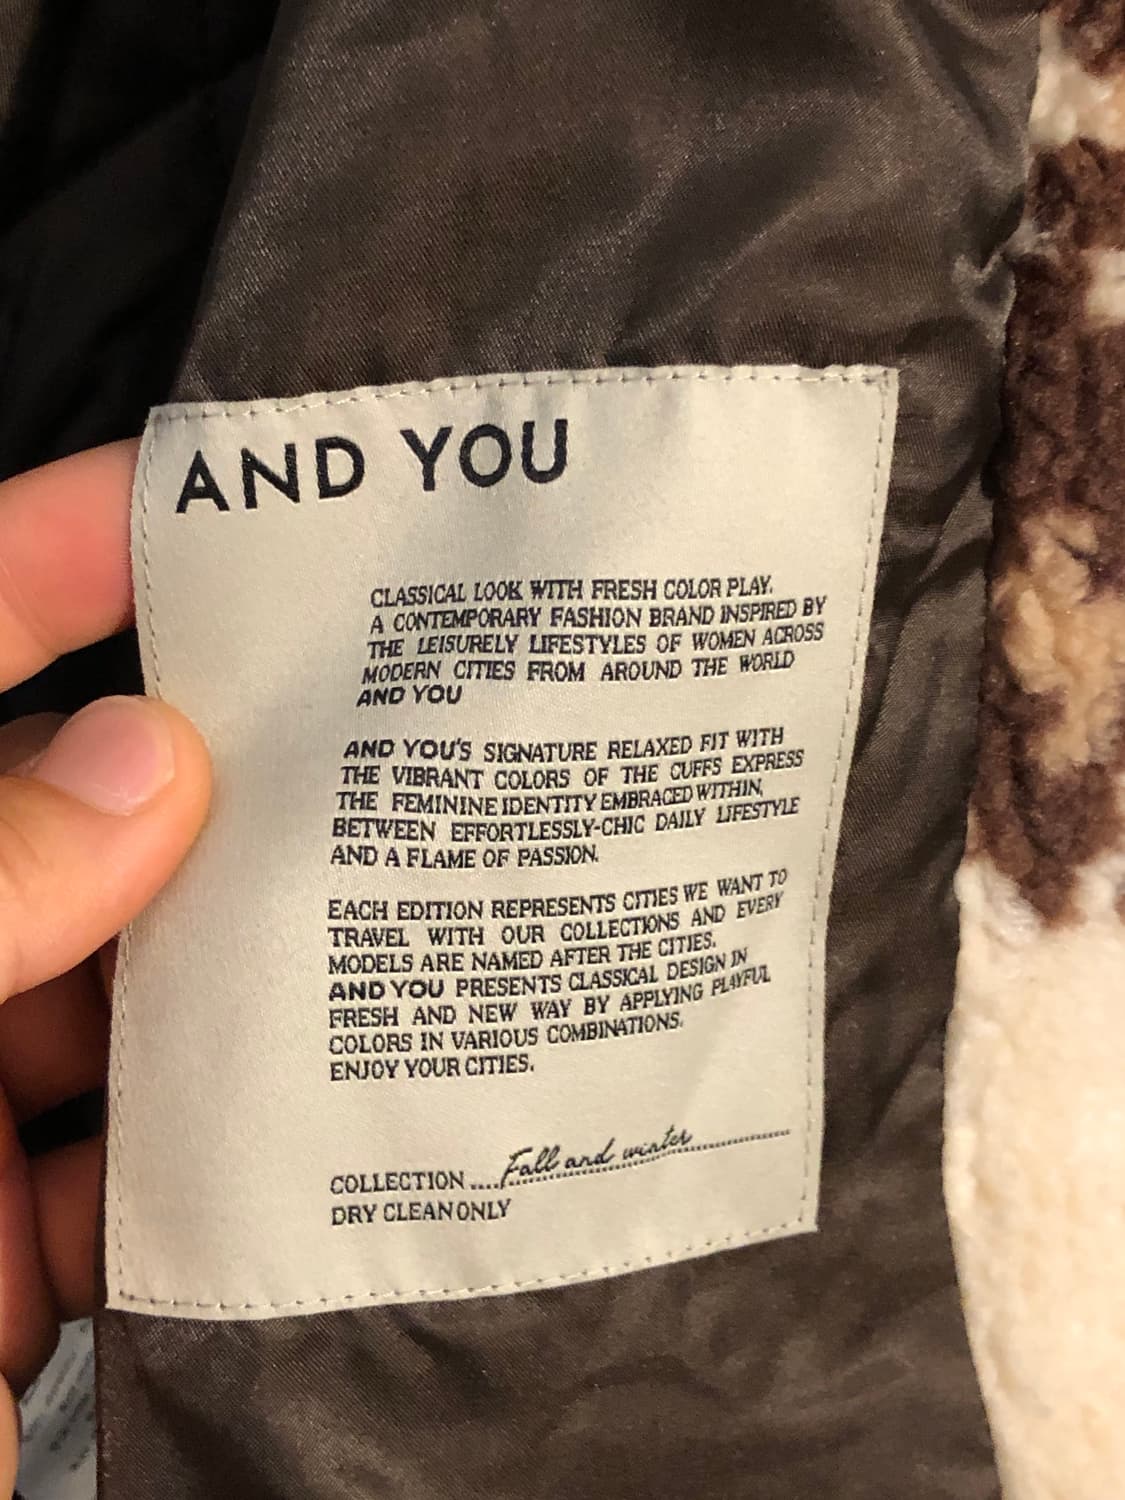 AND YOU
CLASSICAL LOOK WITH FRESH COLOR PLAY.
A CONTEMPORARY FASHION BRAND INSPIRED BY
THE LEISURELY LIFESTYLES OF WOMEN ACROSS
MODERN CITIES FROM AROUND THE WORLD
AND YOU
AND YOU'S SIGNATURE RELAXED FIT WITH
THE VIBRANT COLORS OF THE CUFFS EXPRESS
THE FEMININE IDENTITY EMBRACED WITHIN,
BETWEEN EFFORTLESSLY-CHIC DAILY LIFESTYLE
AND A FLAME OF PASSION.
EACH EDITION REPRESENTS CITIES WE WANT TO
TRAVEL WITH OUR COLLECTIONS AND EVERY
MODELS ARE NAMED AFTER THE CITIES.
AND YOU PRESENTS CLASSICAL DESIGN IN
FRESH AND NEW WAY BY APPLYING PLAYFUL
COLORS IN VARIOUS COMBINATIONS.
ENJOY YOUR CITIES.
COLLECTION ....Fall and winter...............
DRY CLEAN ONLY